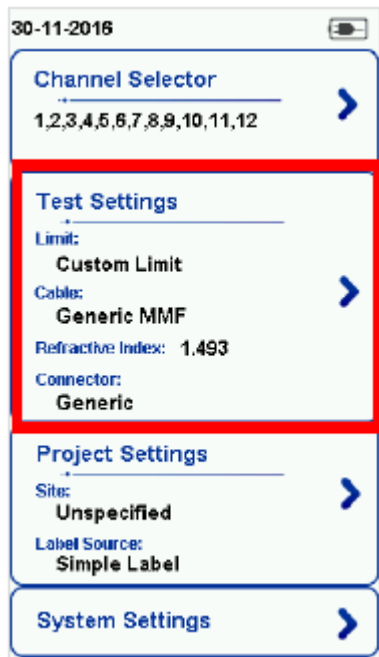 30-11-2016
Channel Selector
1,2,3,4,5,6,7,8,9,10,11,12
Test Settings
Limit:
Custom Limit
Cable:
Generic MMF
Refractive Index: 1.493
Connector:
Generic
Project Settings
Site:
Unspecified
Label Source:
Simple Label
System Settings